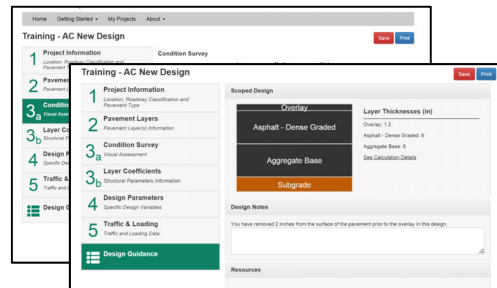 Home Getting Started My Projects About
Training - AC New Design
Save Print
1 Project Information
Location, Roadway Classification and
Pavement Type
2 Pavement
Pavement L
3a Conditio
Visual Asses
3b Layer Co
Structural P
4 Design P
Specific Des
5 Traffic &
Traffic and L
Design G
Condition Survey
Training - AC New Design
Save Print
1 Project Information
Location, Roadway Classification and
Pavement Type
2 Pavement Layers
Pavement Layer(s) Information
3a Condition Survey
Visual Assessment
3b Layer Coefficients
Structural Parameters Information
4 Design Parameters
Specific Design Variables
5 Traffic & Loading
Traffic and Loading Data
Design Guidance
Scoped Design
Overlay
Asphalt - Dense Graded
Aggregate Base
Subgrade
Layer Thicknesses (in)
Overlay: 1.2
Asphalt - Dense Graded: 6
Aggregate Base: 6
See Calculation Details
Design Notes
You have removed 2 inches from the surface of the pavement prior to the overlay in this design.
Resources